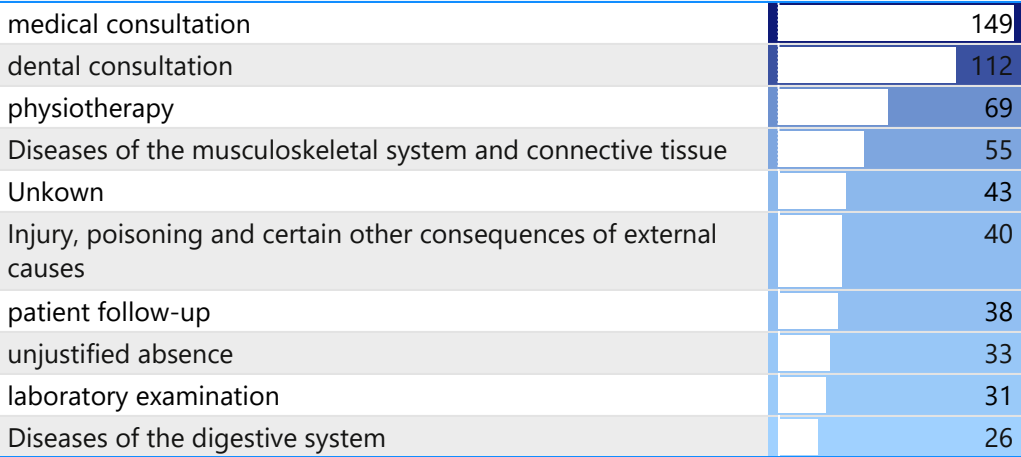 medical consultation 149
dental consultation 112
physiotherapy 69
Diseases of the musculoskeletal system and connective tissue 55
Unkown 43
Injury, poisoning and certain other consequences of external 40
causes
patient follow-up 38
unjustified absence 33
laboratory examination 31
Diseases of the digestive system 26